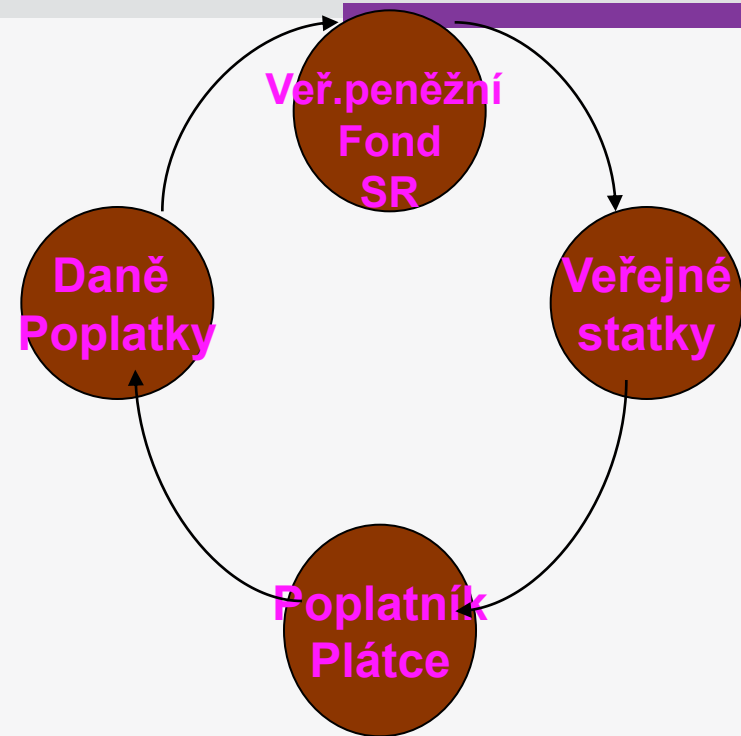 Veř.peněžní
Fond
SR
Daně
Poplatky
Veřejné
statky
Poplatník
Plátce